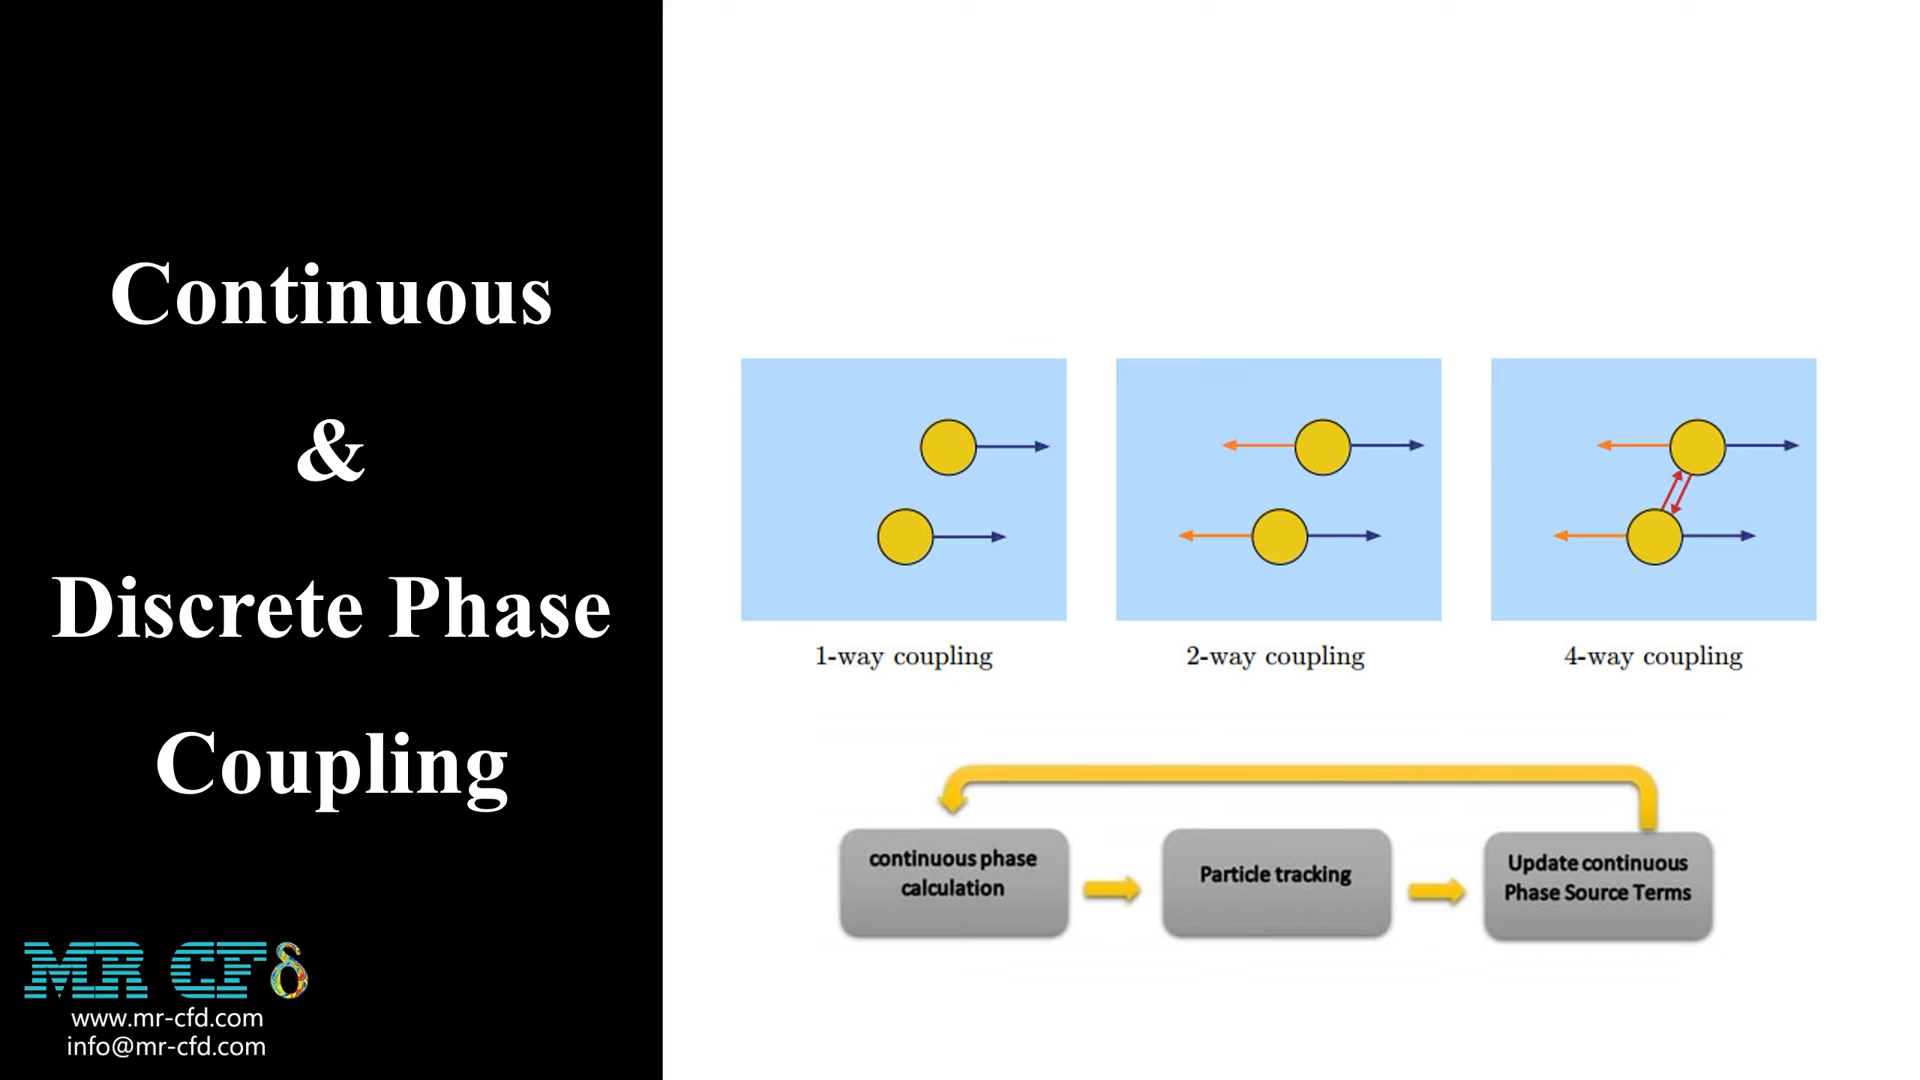 Continuous
&
Discrete Phase
Coupling
MR CFδ
www.mr-cfd.com
info@mr-cfd.com
1-way coupling
2-way coupling
4-way coupling
continuous phase
calculation
Particle tracking
Update continuous
Phase Source Terms